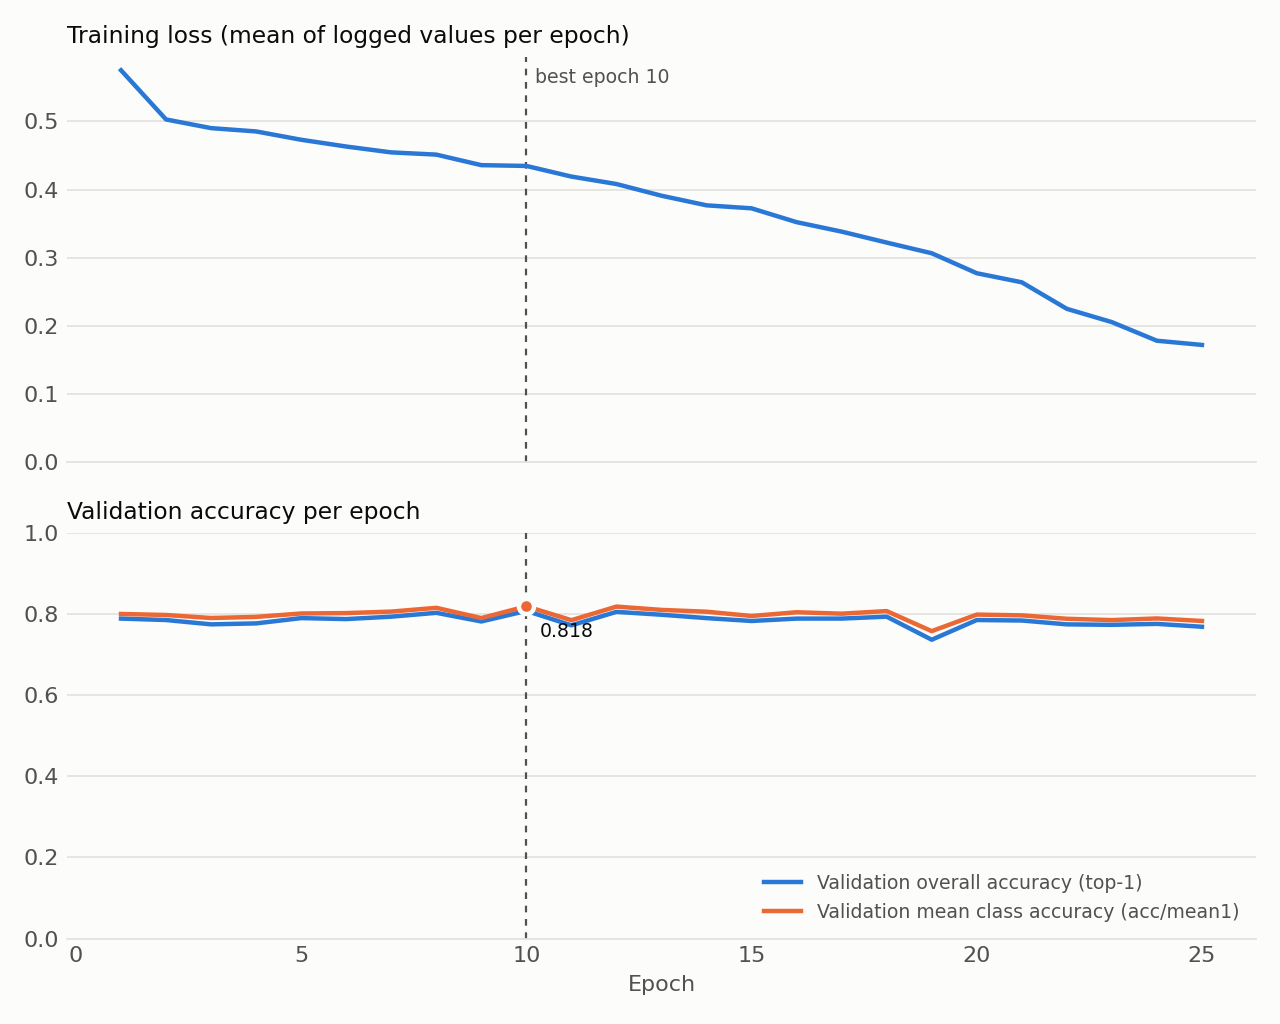 Training loss (mean of logged values per epoch)
best epoch 10
0.5
0.4
0.3
0.2
0.1
0.0
Validation accuracy per epoch
1.0
0.8
0.818
0.6
0.4
0.2
Validation overall accuracy (top-1)
Validation mean class accuracy (acc/mean1)
0.0
0 5 10 15 20 25
Epoch